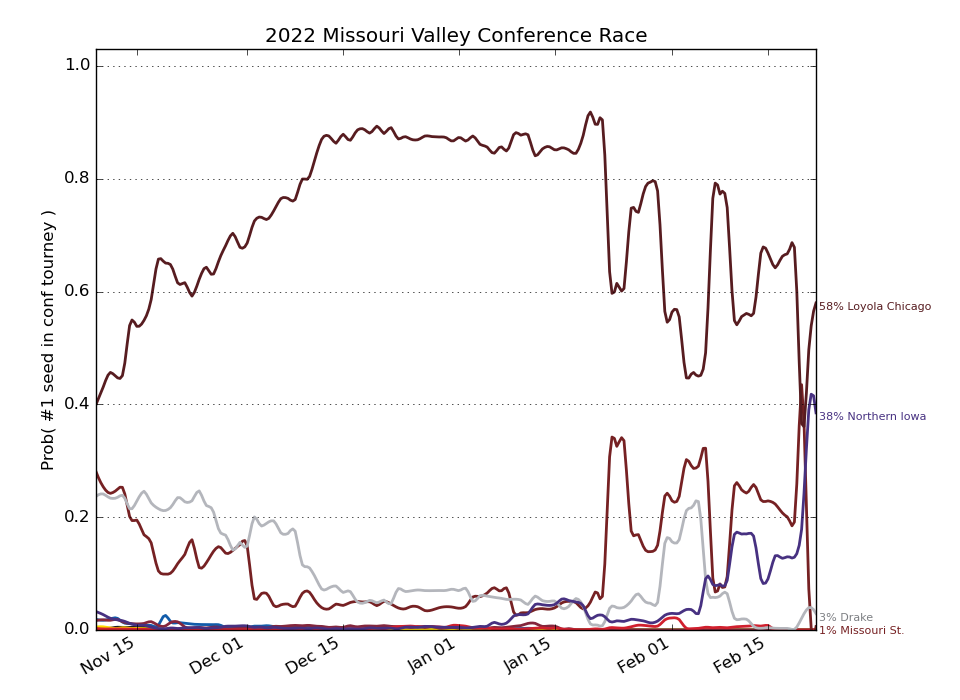 2022 Missouri Valley Conference Race
Prob( #1 seed in conf tourney )
1.0
0.8
0.6
0.4
0.2
0.0
58% Loyola Chicago
38% Northern Iowa
3% Drake
1% Missouri St.
Nov 15
Dec 01
Dec 15
Jan 01
Jan 15
Feb 01
Feb 15